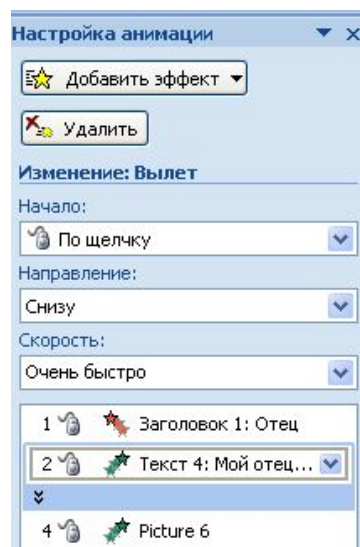 Настройка анимации
Добавить эффект
Удалить
Изменение: Вылет
Начало:
По щелчку
Направление:
Снизу
Скорость:
Очень быстро
1 Заголовок 1: Отец
2 Текст 4: Мой отец...
4 Picture 6